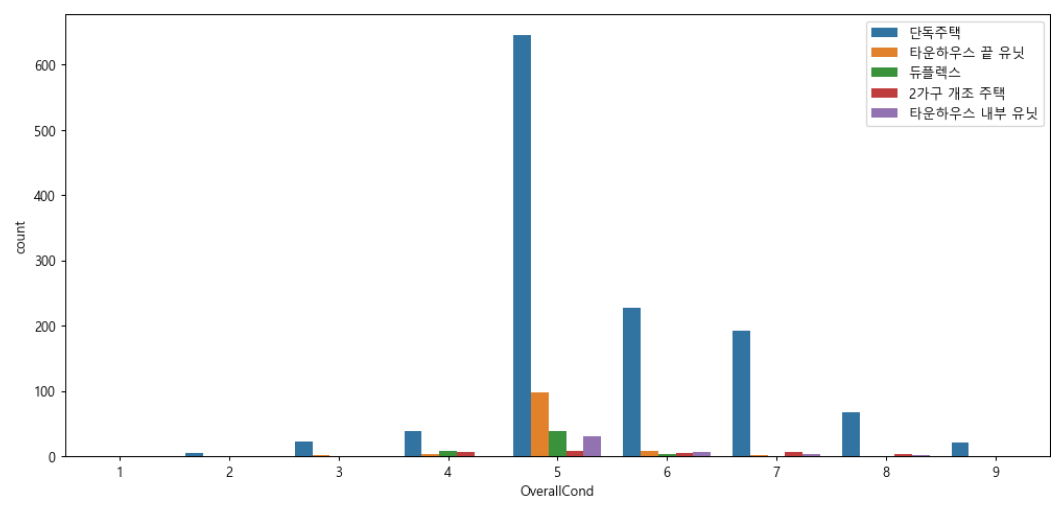 단독주택
타운하우스 끝 유닛
듀플렉스
2가구 개조 주택
타운하우스 내부 유닛
600
500
400
300
200
100
0
count
1 2 3 4 5 6 7 8 9
OverallCond